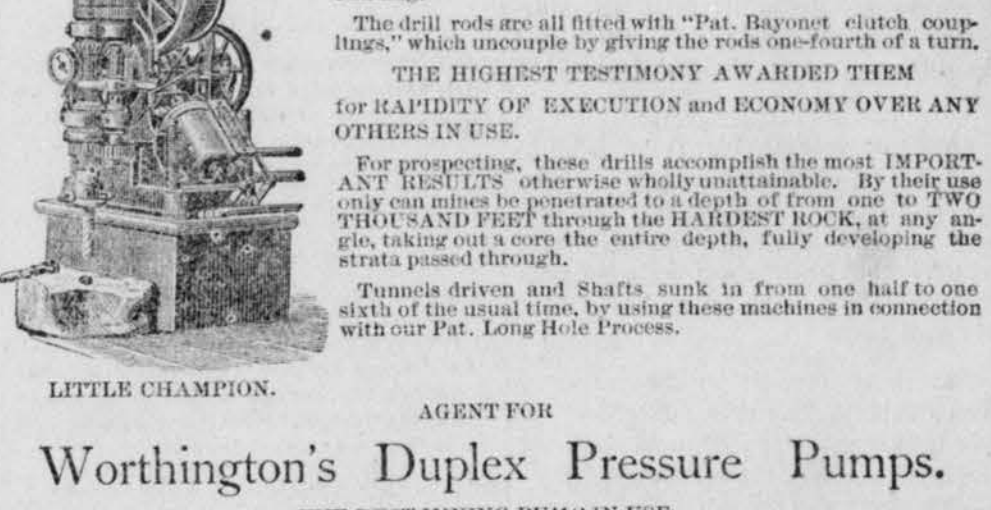 The drill rods are all fitted with "Pat. Bayonet clutch coup-
lings," which uncouple by giving the rods one-fourth of a turn.
THE HIGHEST TESTIMONY AWARDED THEM
for RAPIDITY OF EXECUTION and ECONOMY OVER ANY
OTHERS IN USE.
For prospecting, these drills accomplish the most IMPORT-
ANT RESULTS otherwise wholly unattainable. By their use
only can mines be penetrated to a depth of from one to TWO
THOUSAND FEET through the HARDEST ROCK, at any an-
gle, taking out a core the entire depth, fully developing the
strata passed through.
Tunnels driven and Shafts sunk in from one half to one
sixth of the usual time, by using these machines in connection
with our Pat. Long Hole Process.
LITTLE CHAMPION.
AGENT FOR
Worthington's Duplex Pressure Pumps.